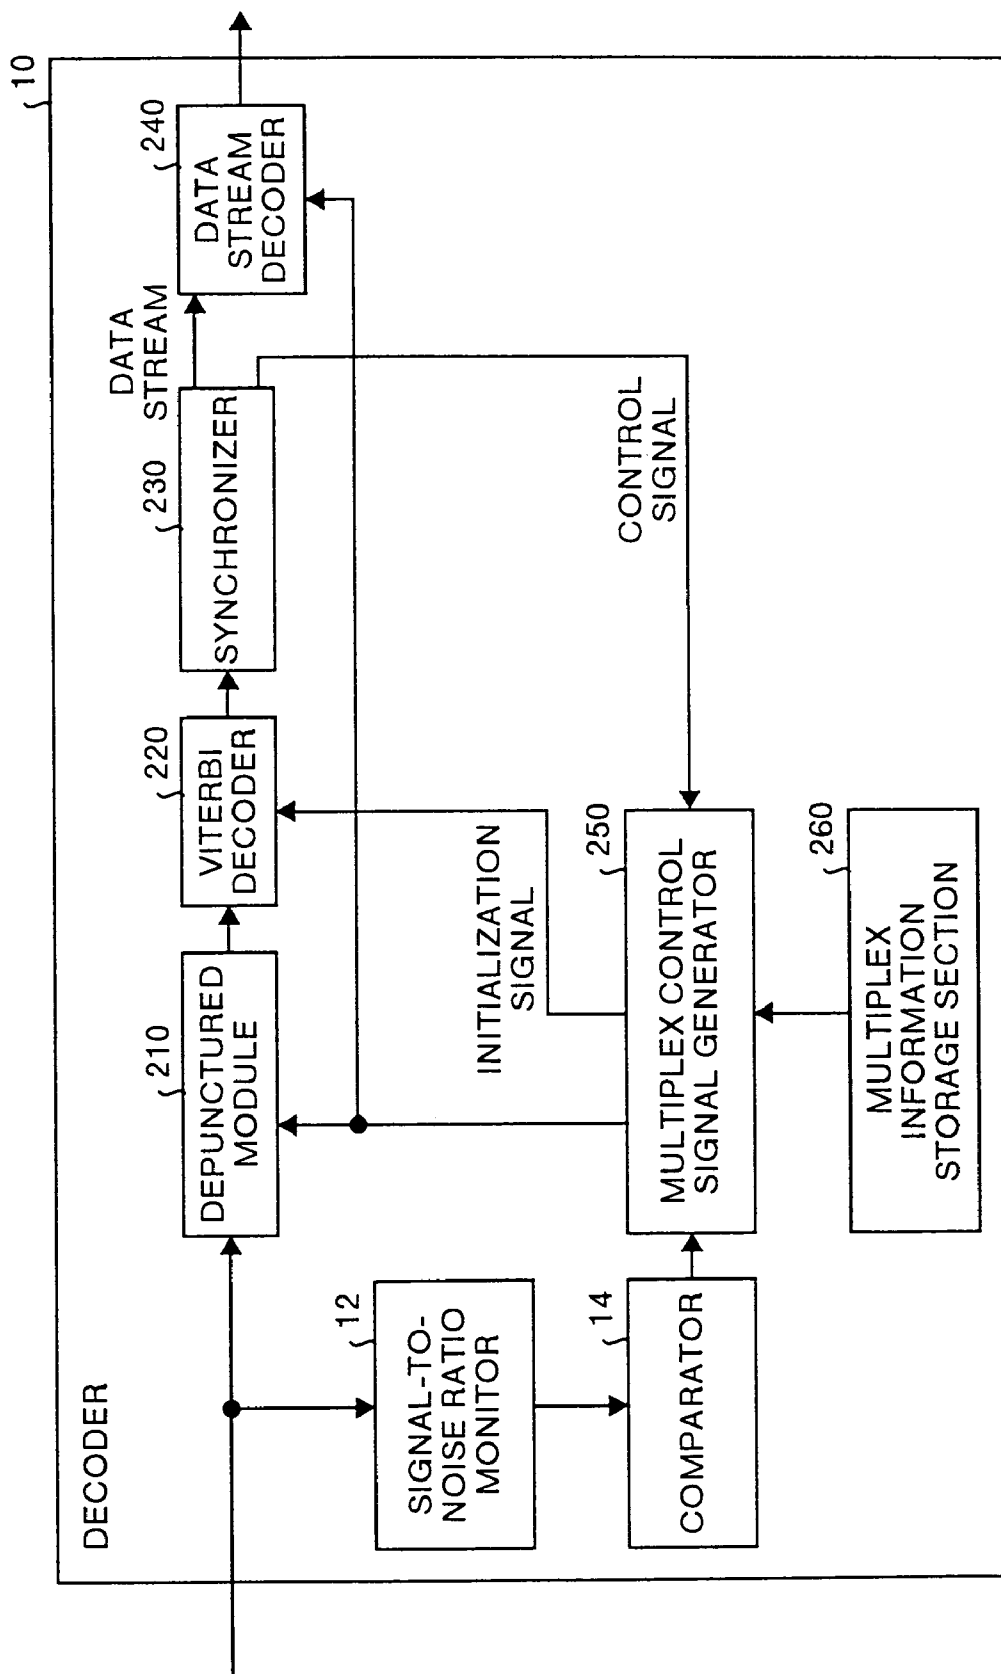 10
DECODER
210
DEPUNCTURED
MODULE
220
VITERBI
DECODER
230
SYNCHRONIZER
DATA
STREAM
240
DATA
STREAM
DECODER
12
SIGNAL-TO-
NOISE RATIO
MONITOR
INITIALIZATION
SIGNAL
CONTROL
SIGNAL
14
COMPARATOR
250
MULTIPLEX CONTROL
SIGNAL GENERATOR
260
MULTIPLEX
INFORMATION
STORAGE SECTION